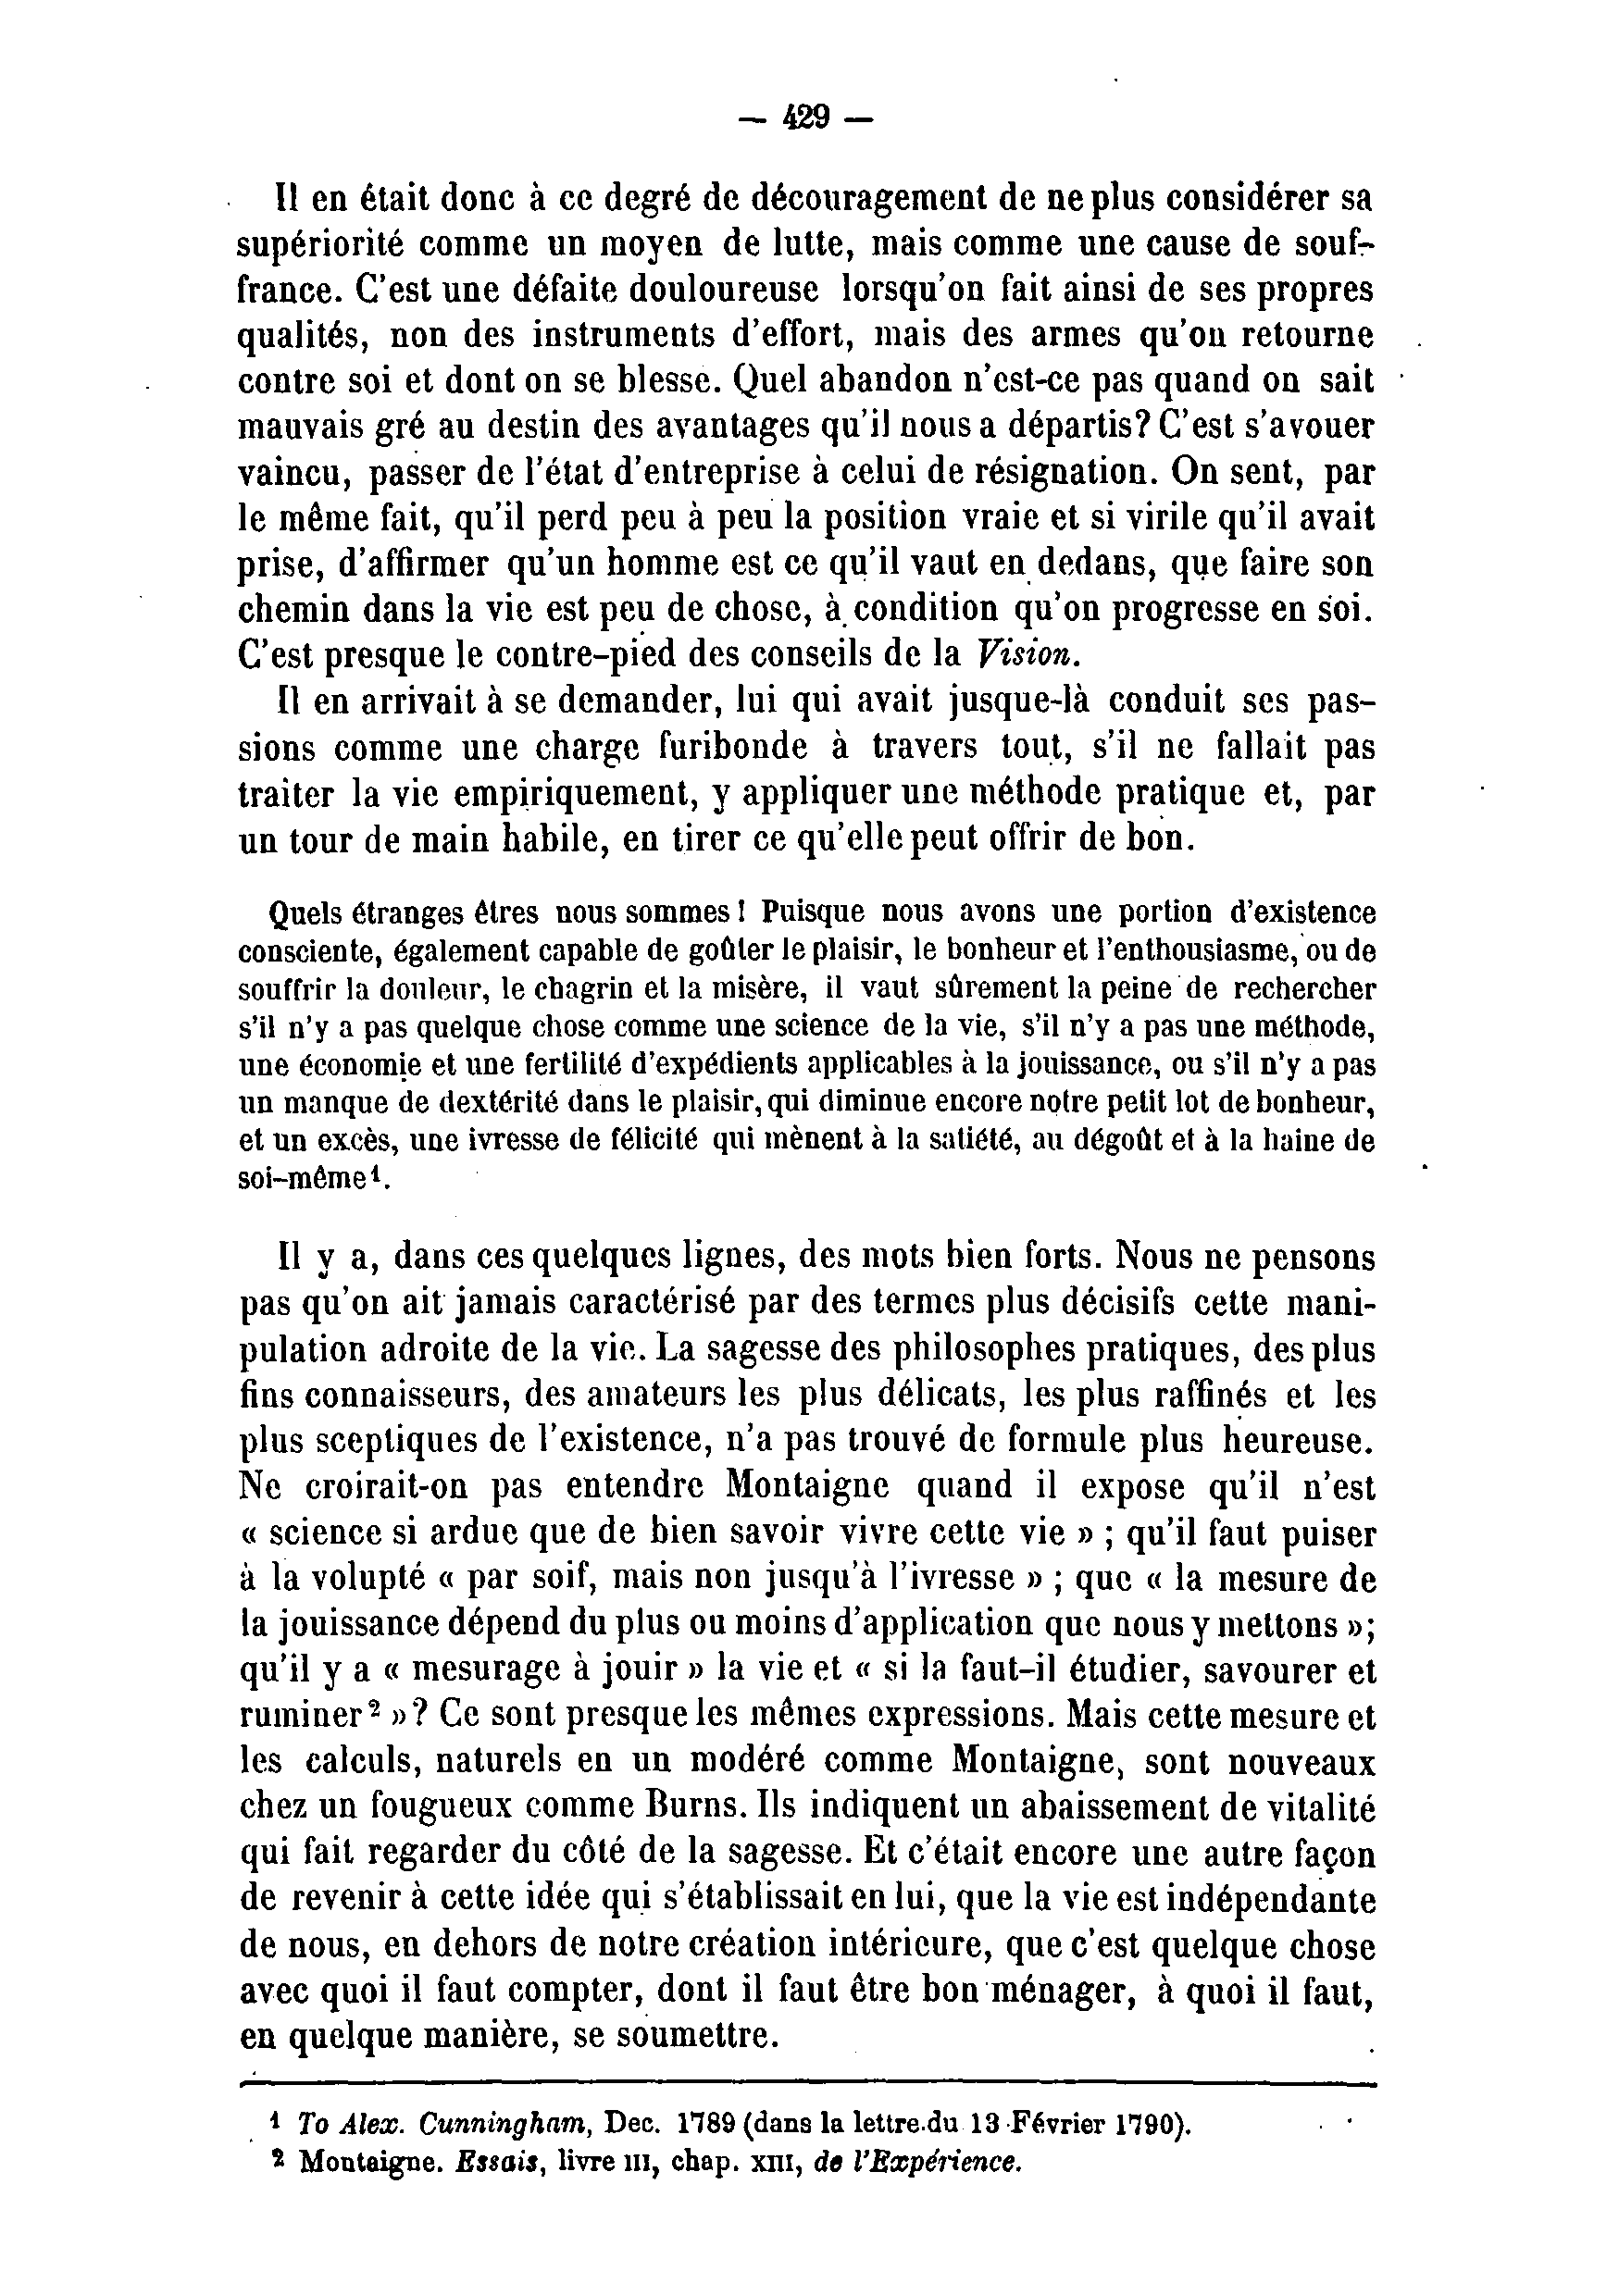 — 429 —
Il en était donc à ce degré de découragement de ne plus considérer sa
supériorité comme un moyen de lutte, mais comme une cause de souf-
france. C'est une défaite douloureuse lorsqu'on fait ainsi de ses propres
qualités, non des instruments d'effort, mais des armes qu'on retourne
contre soi et dont on se blesse. Quel abandon n'est-ce pas quand on sait
mauvais gré au destin des avantages qu'il nous a départis? C'est s'avouer
vaincu, passer de l'état d'entreprise à celui de résignation. On sent, par
le même fait, qu'il perd peu à peu la position vraie et si virile qu'il avait
prise, d'affirmer qu'un homme est ce qu'il vaut en dedans, que faire son
chemin dans la vie est peu de chose, à condition qu'on progresse en soi.
C'est presque le contre-pied des conseils de la Vision.
Il en arrivait à se demander, lui qui avait jusque-là conduit ses pas-
sions comme une charge furibonde à travers tout, s'il ne fallait pas
traiter la vie empiriquement, y appliquer une méthode pratique et, par
un tour de main habile, en tirer ce qu'elle peut offrir de bon.
Quels étranges êtres nous sommes! Puisque nous avons une portion d'existence
consciente, également capable de goûter le plaisir, le bonheur et l'enthousiasme, ou de
souffrir la douleur, le chagrin et la misère, il vaut sûrement la peine de rechercher
s'il n'y a pas quelque chose comme une science de la vie, s'il n'y a pas une méthode,
une économie et une fertilité d'expédients applicables à la jouissance, ou s'il n'y a pas
un manque de dextérité dans le plaisir, qui diminue encore notre petit lot de bonheur,
et un excès, une ivresse de félicité qui mènent à la satiété, au dégoût et à la haine de
soi-même¹.
Il y a, dans ces quelques lignes, des mots bien forts. Nous ne pensons
pas qu'on ait jamais caractérisé par des termes plus décisifs cette mani-
pulation adroite de la vie. La sagesse des philosophes pratiques, des plus
fins connaisseurs, des amateurs les plus délicats, les plus raffinés et les
plus sceptiques de l'existence, n'a pas trouvé de formule plus heureuse.
Ne croirait-on pas entendre Montaigne quand il expose qu'il n'est
« science si ardue que de bien savoir vivre cette vie » ; qu'il faut puiser
à la volupté « par soif, mais non jusqu'à l'ivresse » ; que « la mesure de
la jouissance dépend du plus ou moins d'application que nous y mettons »;
qu'il y a « mesurage à jouir » la vie et « si la faut-il étudier, savourer et
ruminer² »? Ce sont presque les mêmes expressions. Mais cette mesure et
les calculs, naturels en un modéré comme Montaigne, sont nouveaux
chez un fougueux comme Burns. Ils indiquent un abaissement de vitalité
qui fait regarder du côté de la sagesse. Et c'était encore une autre façon
de revenir à cette idée qui s'établissait en lui, que la vie est indépendante
de nous, en dehors de notre création intérieure, que c'est quelque chose
avec quoi il faut compter, dont il faut être bon ménager, à quoi il faut,
en quelque manière, se soumettre.
¹ To Alex. Cunningham, Dec. 1789 (dans la lettre du 13 Février 1790).
² Montaigne. Essais, livre III, chap. XIII, de l'Expérience.